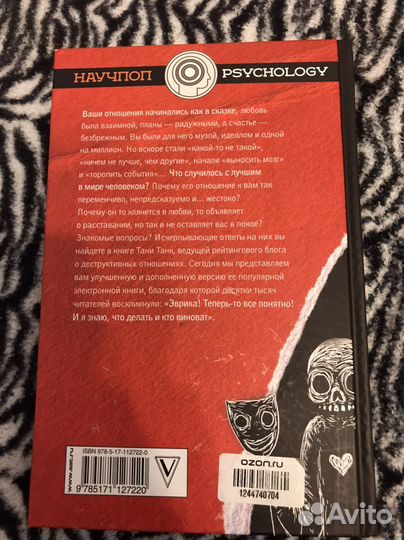 НАУЧПОП PSYCHOLOGY
Ваши отношения начинались как в сказке, любовь
была взаимной, планы — радужными, а счастье —
безбрежным. Вы были для него музой, идеалом и одной
на миллион. Но вскоре стали «какой-то не такой»,
«ничем не лучше, чем другие», начали «выносить мозг»
и «торопить события»... Что случилось с лучшим
в мире человеком? Почему его отношение к вам так
переменчиво, непредсказуемо и... жестоко?
Почему он то клянется в любви, то объявляет
о расставании, но так и не оставляет вас в покое?
Знакомые вопросы? Исчерпывающие ответы на них вы
найдете в книге Тани Танк, ведущей рейтингового блога
о деструктивных отношениях. Сегодня мы представляем
вам улучшенную и дополненную версию ее популярной
электронной книги, благодаря которой десятки тысяч
читателей воскликнули: «Эврика! Теперь-то все понятно!
И я знаю, что делать и кто виноват».
www.ast.ru
ISBN 978-5-17-112722-0
9785171127220
ozon.ru
1244740704
Avito